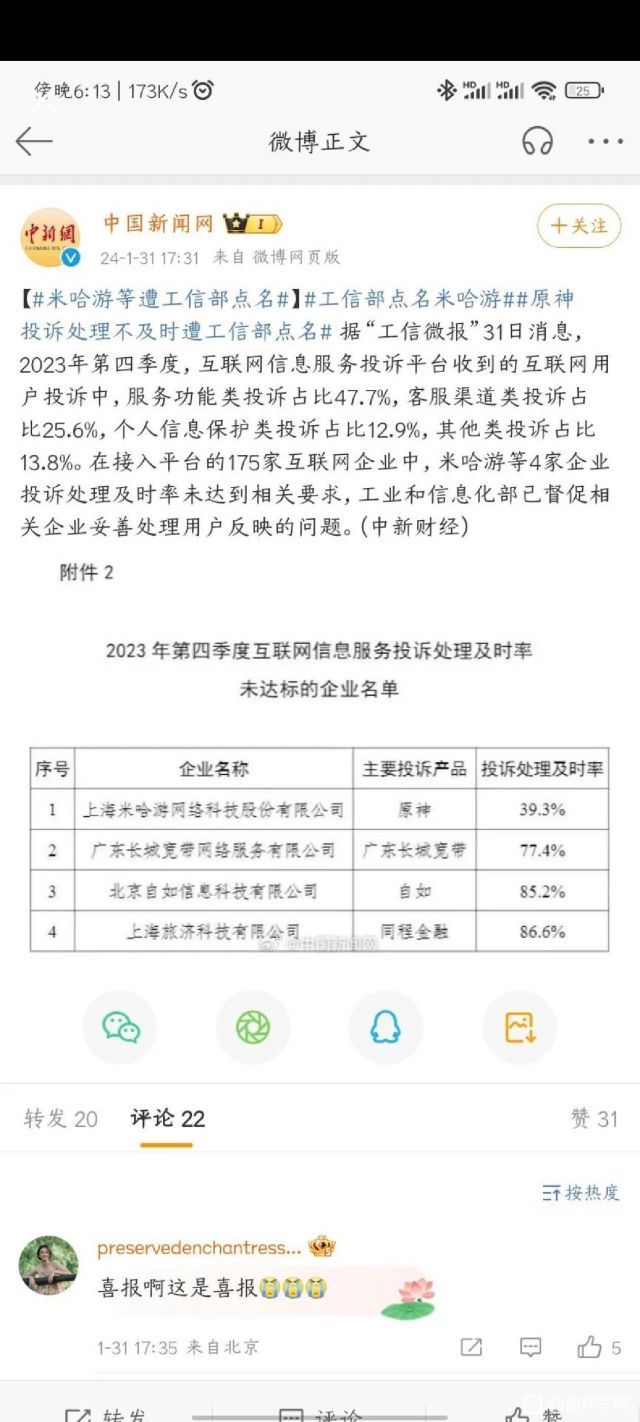 傍晚6:13 | 173K/s
HD HD 25
微博正文
中新網
CHINANEWS
中国新闻网 I
+关注
24-1-31 17:31 来自 微博网页版
【#米哈游等遭工信部点名#】#工信部点名米哈游##原神
投诉处理不及时遭工信部点名# 据“工信微报”31日消息，
2023年第四季度，互联网信息服务投诉平台收到的互联网用
户投诉中，服务功能类投诉占比47.7%，客服渠道类投诉占
比25.6%，个人信息保护类投诉占比12.9%，其他类投诉占比
13.8%。在接入平台的175家互联网企业中，米哈游等4家企业
投诉处理及时率未达到相关要求，工业和信息化部已督促相
关企业妥善处理用户反映的问题。（中新财经）
附件 2
2023 年第四季度互联网信息服务投诉处理及时率
未达标的企业名单
序号 企业名称 主要投诉产品 投诉处理及时率
1 上海米哈游网络科技股份有限公司 原神 39.3%
2 广东长城宽带网络服务有限公司 广东长城宽带 77.4%
3 北京自如信息科技有限公司 自如 85.2%
4 上海旅济科技有限公司 同程金融 86.6%
@中国新闻网
转发 20 评论 22 赞 31
按热度
preservedenchantress...
喜报啊这是喜报😭😭😭
1-31 17:35 来自北京 5
转发 评论 赞
@崩坏三吧